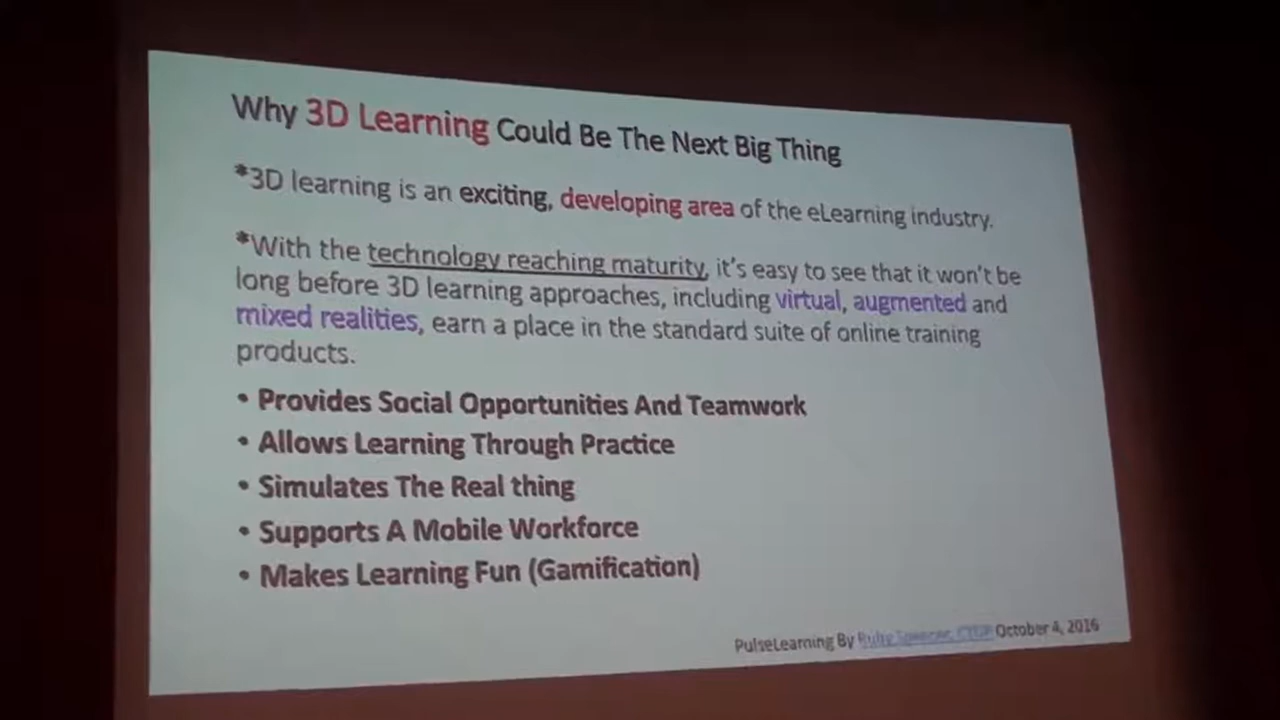 Why 3D Learning Could Be The Next Big Thing
*3D learning is an exciting, developing area of the eLearning industry.
*With the technology reaching maturity, it's easy to see that it won't be
long before 3D learning approaches, including virtual, augmented and
mixed realities, earn a place in the standard suite of online training
products.
• Provides Social Opportunities And Teamwork
• Allows Learning Through Practice
• Simulates The Real thing
• Supports A Mobile Workforce
• Makes Learning Fun (Gamification)
PulseLearning By October 4, 2016